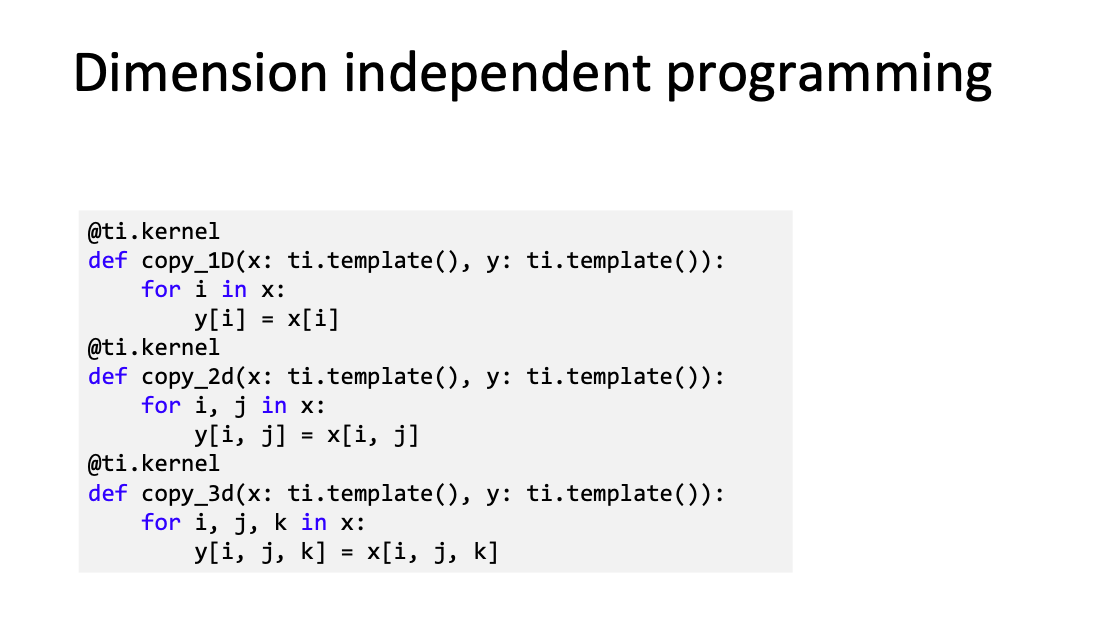 Dimension independent programming
@ti.kernel
def copy_1D(x: ti.template(), y: ti.template()):
    for i in x:
        y[i] = x[i]
@ti.kernel
def copy_2d(x: ti.template(), y: ti.template()):
    for i, j in x:
        y[i, j] = x[i, j]
@ti.kernel
def copy_3d(x: ti.template(), y: ti.template()):
    for i, j, k in x:
        y[i, j, k] = x[i, j, k]